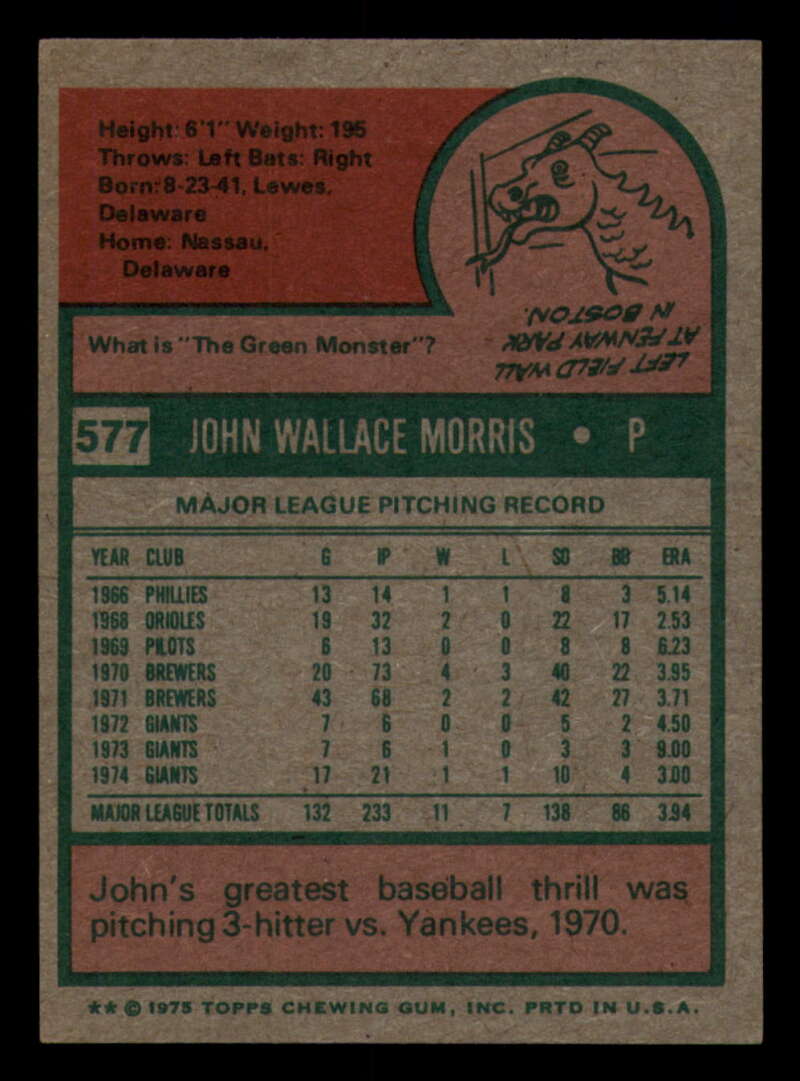 Height: 6'1" Weight: 195
Throws: Left Bats: Right
Born: 8-23-41, Lewes,
Delaware
Home: Nassau,
Delaware
What is "The Green Monster"?
LEFT FIELD WALL
AT FENWAY PARK
IN BOSTON.
577 JOHN WALLACE MORRIS • P
MAJOR LEAGUE PITCHING RECORD
YEAR CLUB G IP W L SO BB ERA
1966 PHILLIES 13 14 1 1 8 3 5.14
1968 ORIOLES 19 32 2 0 22 17 2.53
1969 PILOTS 6 13 0 0 8 8 6.23
1970 BREWERS 20 73 4 3 40 22 3.95
1971 BREWERS 43 68 2 2 42 27 3.71
1972 GIANTS 7 6 0 0 5 2 4.50
1973 GIANTS 7 6 1 0 3 3 9.00
1974 GIANTS 17 21 1 1 10 4 3.00
MAJOR LEAGUE TOTALS 132 233 11 7 138 86 3.94
John's greatest baseball thrill was
pitching 3-hitter vs. Yankees, 1970.
** © 1975 TOPPS CHEWING GUM, INC. PRTD IN U.S.A.